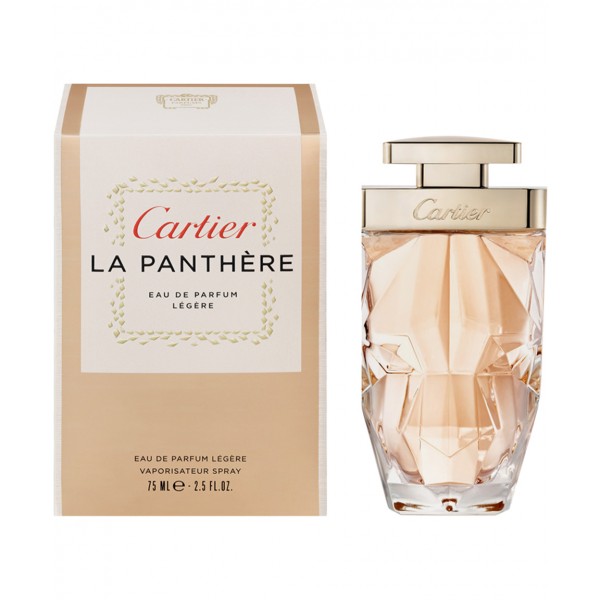 CARTIER
Cartier
LA PANTHÈRE
EAU DE PARFUM
LÉGÈRE
EAU DE PARFUM LÉGÈRE
VAPORISATEUR SPRAY
75 ML e - 2.5 FL.OZ.
Cartier